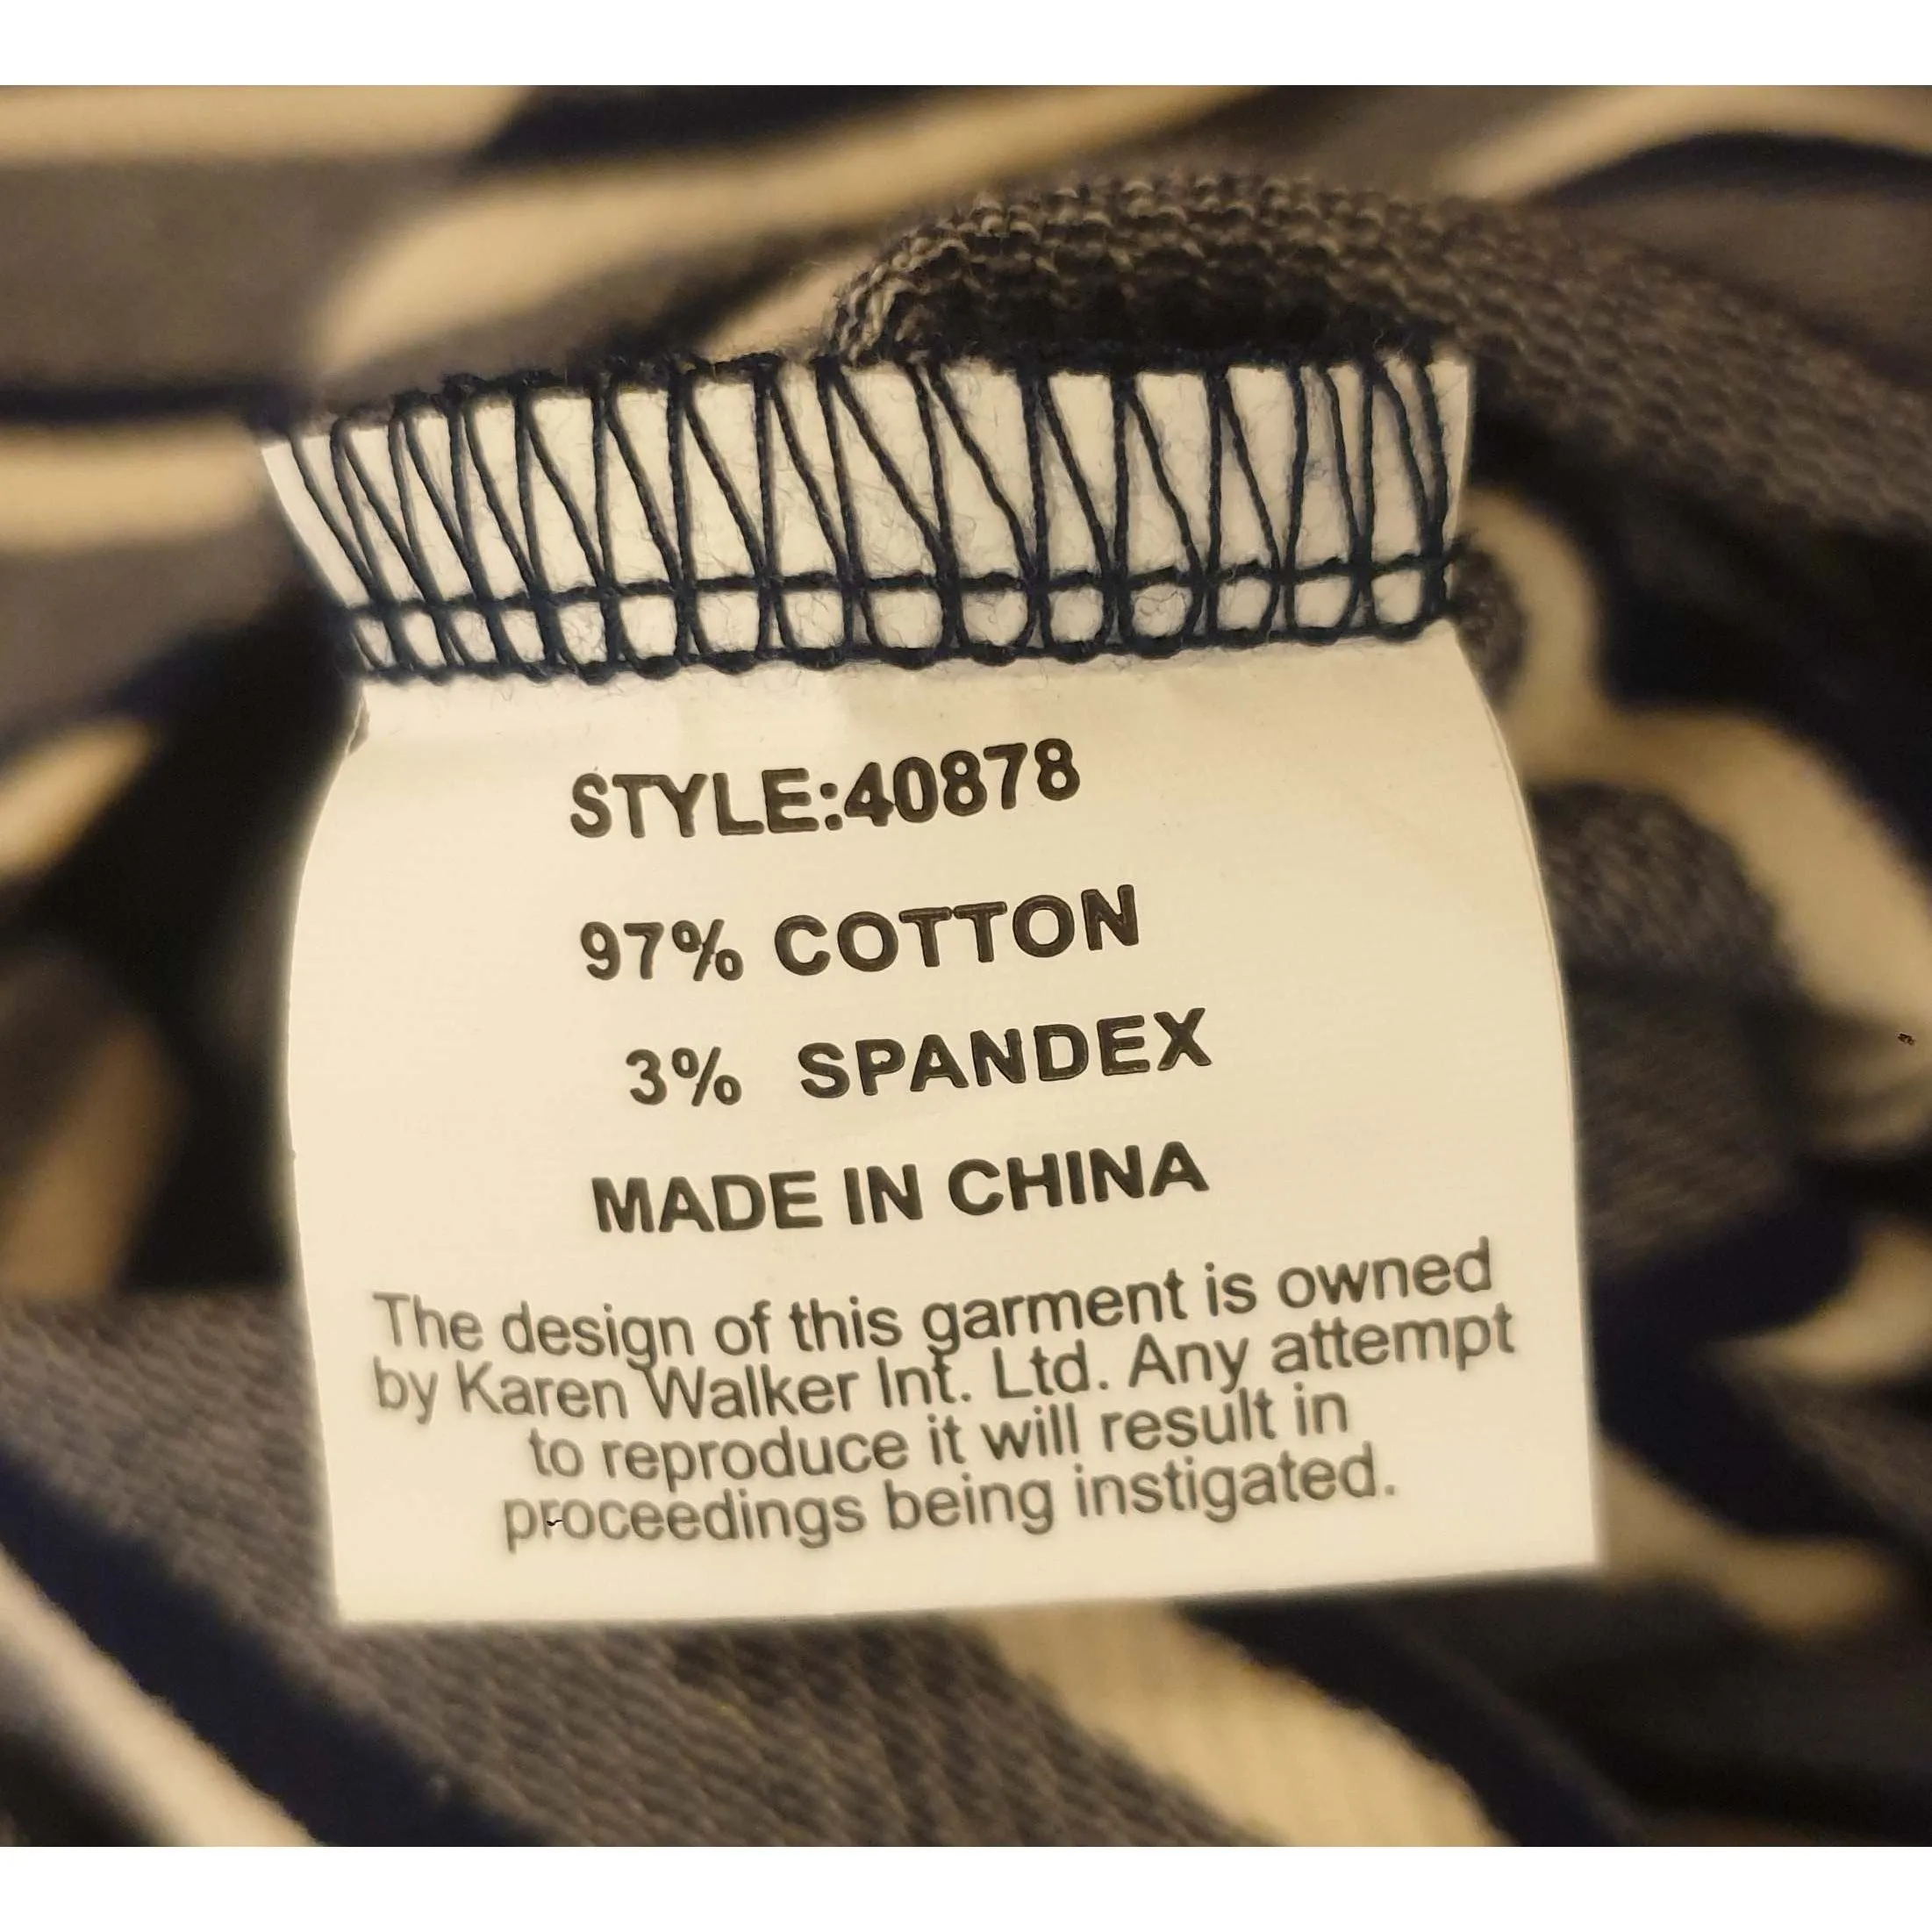 STYLE:40878
97% COTTON
3% SPANDEX
MADE IN CHINA
The design of this garment is owned
by Karen Walker Int. Ltd. Any attempt
to reproduce it will result in
proceedings being instigated.